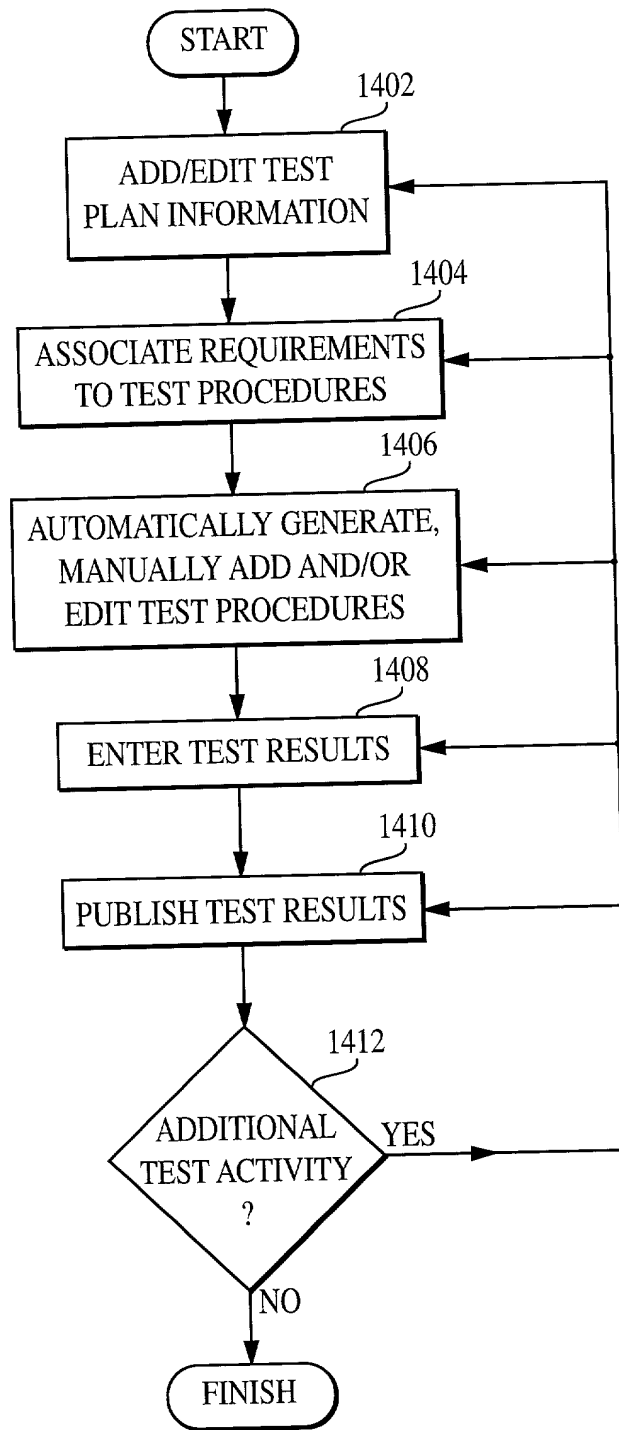 START
1402
ADD/EDIT TEST
PLAN INFORMATION
1404
ASSOCIATE REQUIREMENTS
TO TEST PROCEDURES
1406
AUTOMATICALLY GENERATE,
MANUALLY ADD AND/OR
EDIT TEST PROCEDURES
1408
ENTER TEST RESULTS
1410
PUBLISH TEST RESULTS
1412
ADDITIONAL
TEST ACTIVITY
?
YES
NO
FINISH